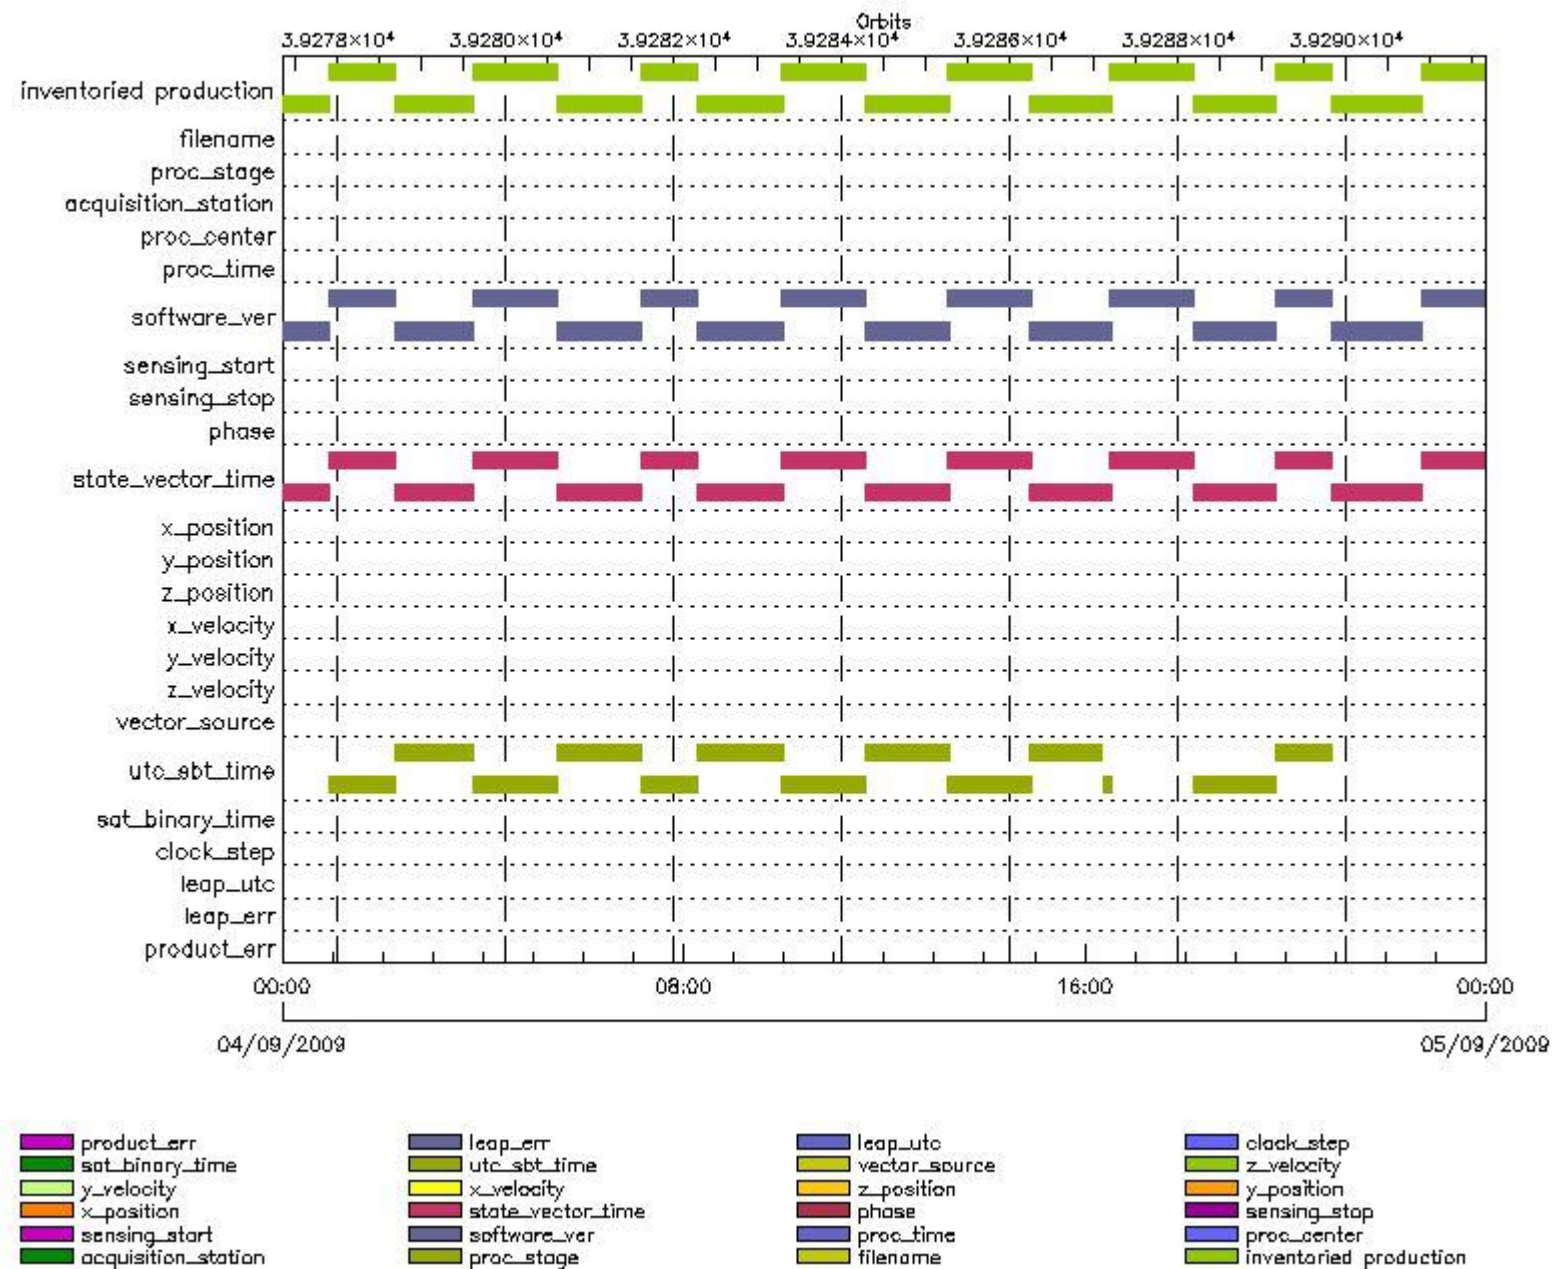 Orbits
3.9278×10⁴ 3.9280×10⁴ 3.9282×10⁴ 3.9284×10⁴ 3.9286×10⁴ 3.9288×10⁴ 3.9290×10⁴
inventoried production
filename
proc_stage
acquisition_station
proc_center
proc_time
software_ver
sensing_start
sensing_stop
phase
state_vector_time
x_position
y_position
z_position
x_velocity
y_velocity
z_velocity
vector_source
utc_sbt_time
sat_binary_time
clock_step
leap_utc
leap_err
product_err
00:00 08:00 16:00 00:00
04/09/2009 05/09/2009
product_err leap_err leap_utc clock_step
sat_binary_time utc_sbt_time vector_source z_velocity
y_velocity x_velocity z_position y_position
x_position state_vector_time phase sensing_stop
sensing_start software_ver proc_time proc_center
acquisition_station proc_stage filename inventoried production